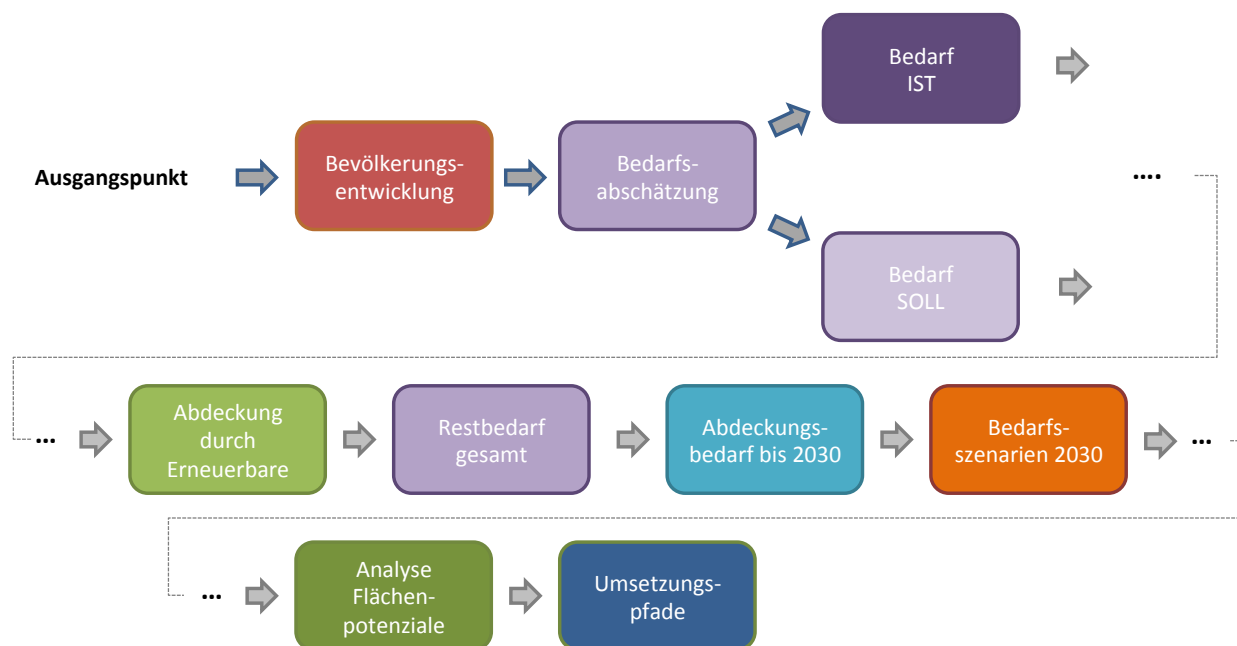 Bedarf
IST
Ausgangspunkt
Bevölkerungs-
entwicklung
Bedarfs-
abschätzung
....
Bedarf
SOLL
...
Abdeckung
durch
Erneuerbare
Restbedarf
gesamt
Abdeckungs-
bedarf bis 2030
Bedarfs-
szenarien 2030
...
...
Analyse
Flächen-
potenziale
Umsetzungs-
pfade